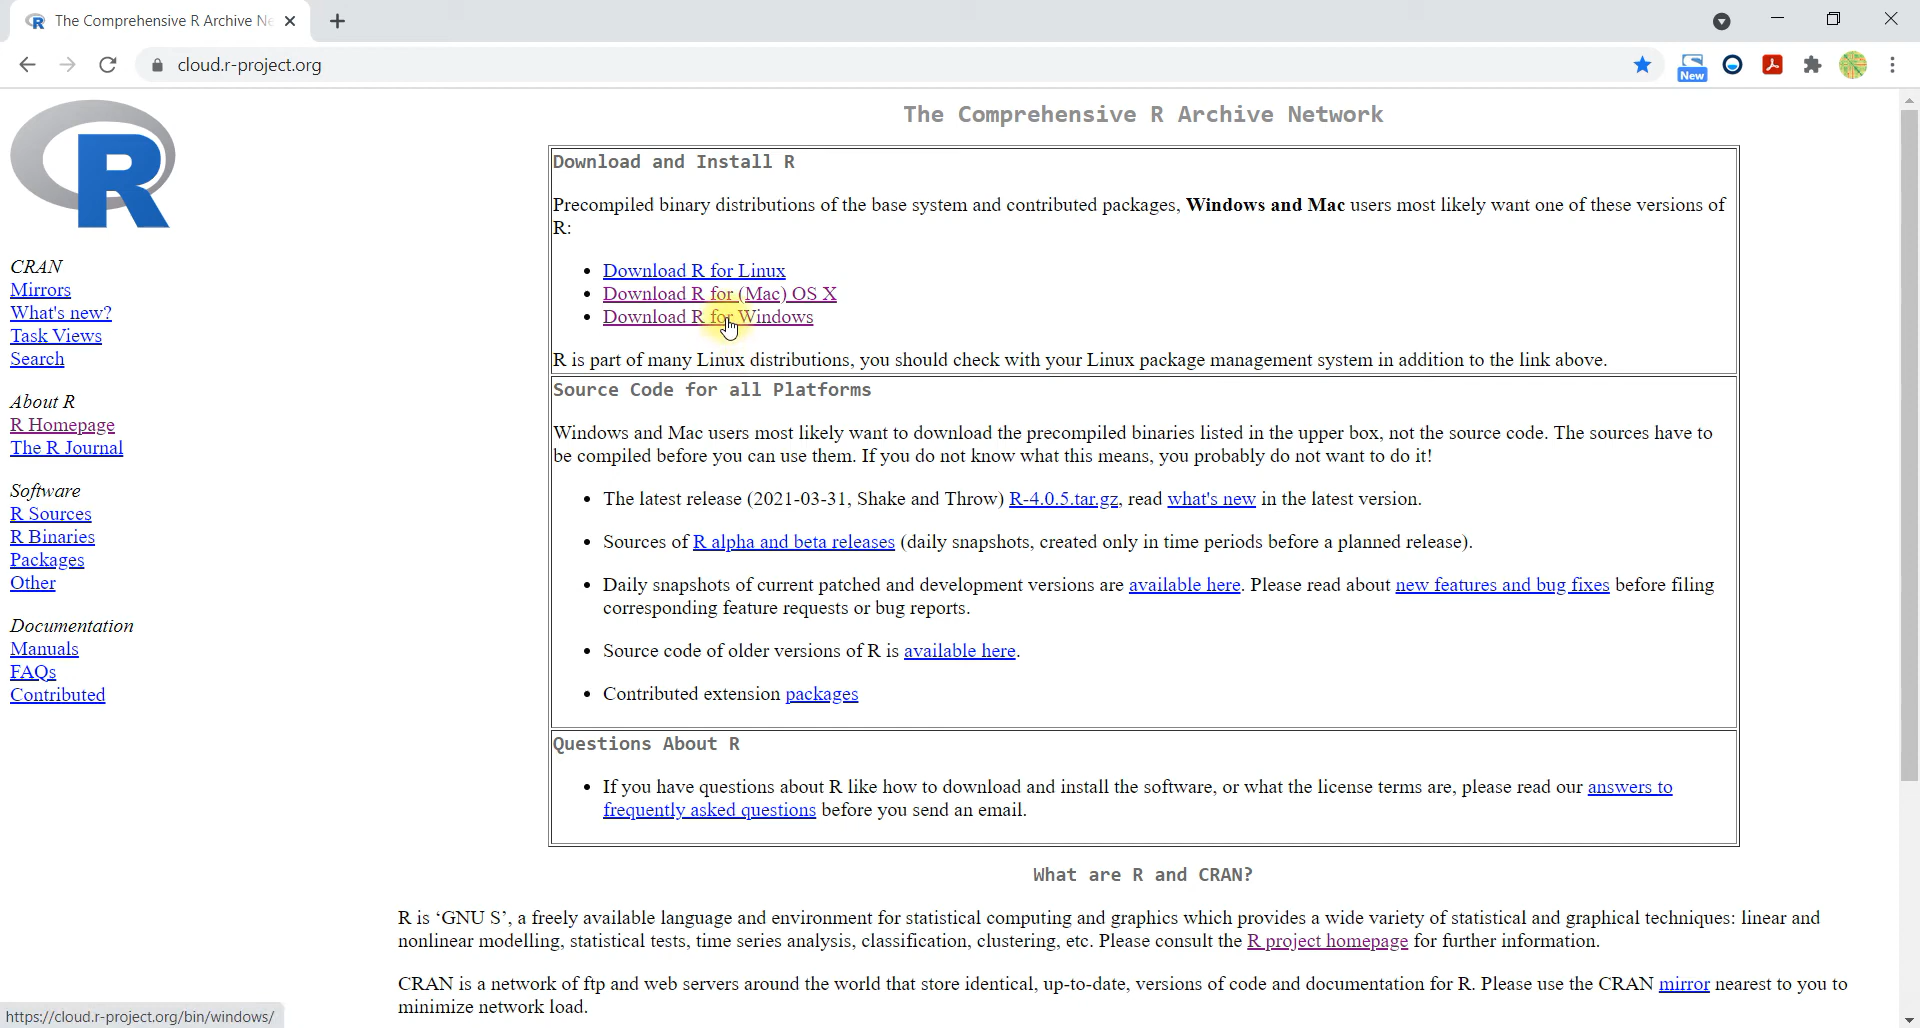 The Comprehensive R Archive Ne
cloud.r-project.org
New
R
The Comprehensive R Archive Network
CRAN
Mirrors
What's new?
Task Views
Search
About R
R Homepage
The R Journal
Software
R Sources
R Binaries
Packages
Other
Documentation
Manuals
FAQs
Contributed
Download and Install R
Precompiled binary distributions of the base system and contributed packages, Windows and Mac users most likely want one of these versions of
R:
Download R for Linux
Download R for (Mac) OS X
Download R for Windows
R is part of many Linux distributions, you should check with your Linux package management system in addition to the link above.
Source Code for all Platforms
Windows and Mac users most likely want to download the precompiled binaries listed in the upper box, not the source code. The sources have to
be compiled before you can use them. If you do not know what this means, you probably do not want to do it!
The latest release (2021-03-31, Shake and Throw) R-4.0.5.tar.gz, read what's new in the latest version.
Sources of R alpha and beta releases (daily snapshots, created only in time periods before a planned release).
Daily snapshots of current patched and development versions are available here. Please read about new features and bug fixes before filing
corresponding feature requests or bug reports.
Source code of older versions of R is available here.
Contributed extension packages
Questions About R
If you have questions about R like how to download and install the software, or what the license terms are, please read our answers to
frequently asked questions before you send an email.
What are R and CRAN?
R is ‘GNU S’, a freely available language and environment for statistical computing and graphics which provides a wide variety of statistical and graphical techniques: linear and
nonlinear modelling, statistical tests, time series analysis, classification, clustering, etc. Please consult the R project homepage for further information.
CRAN is a network of ftp and web servers around the world that store identical, up-to-date, versions of code and documentation for R. Please use the CRAN mirror nearest to you to
minimize network load.
https://cloud.r-project.org/bin/windows/